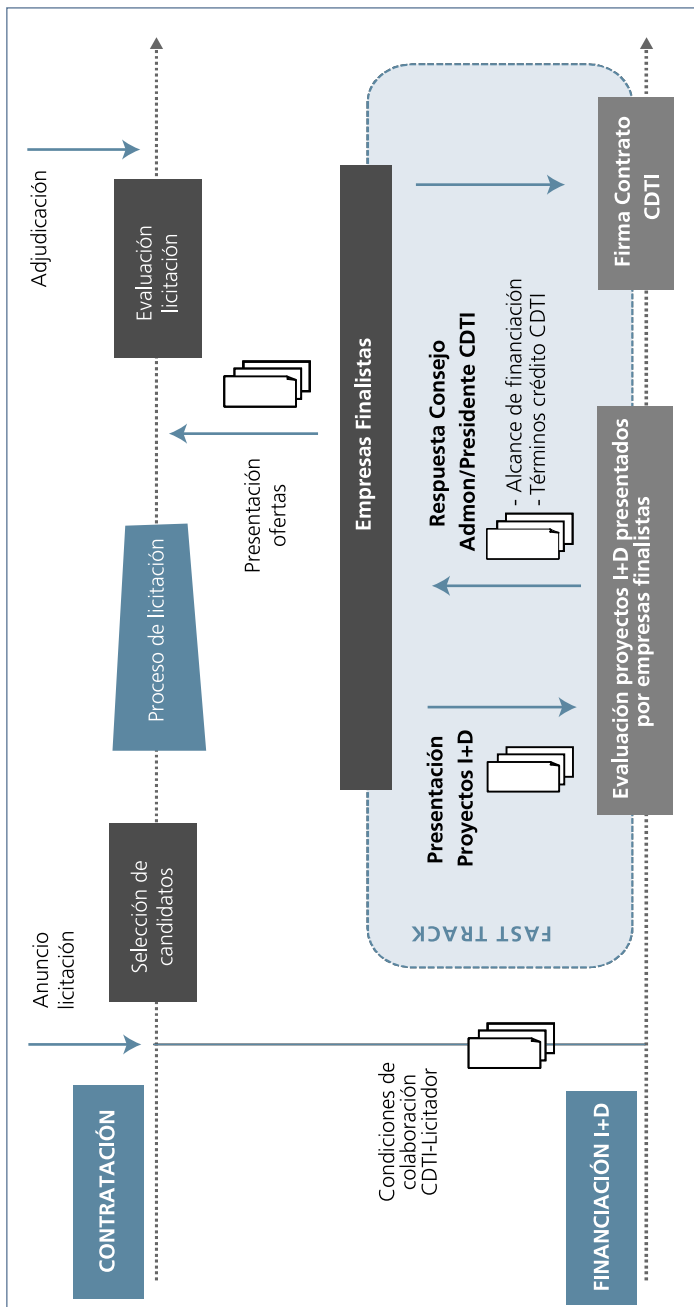 CONTRATACIÓN
Anuncio
licitación
Selección de
candidatos
Proceso de licitación
Evaluación
licitación
Adjudicación
Presentación
ofertas
Condiciones de
colaboración
CDTI-Licitador
Empresas Finalistas
FAST TRACK
Presentación
Proyectos I+D
Respuesta Consejo
Admon/Presidente CDTI
- Alcance de financiación
- Términos crédito CDTI
FINANCIACIÓN I+D
Evaluación proyectos I+D presentados
por empresas finalistas
Firma Contrato
CDTI